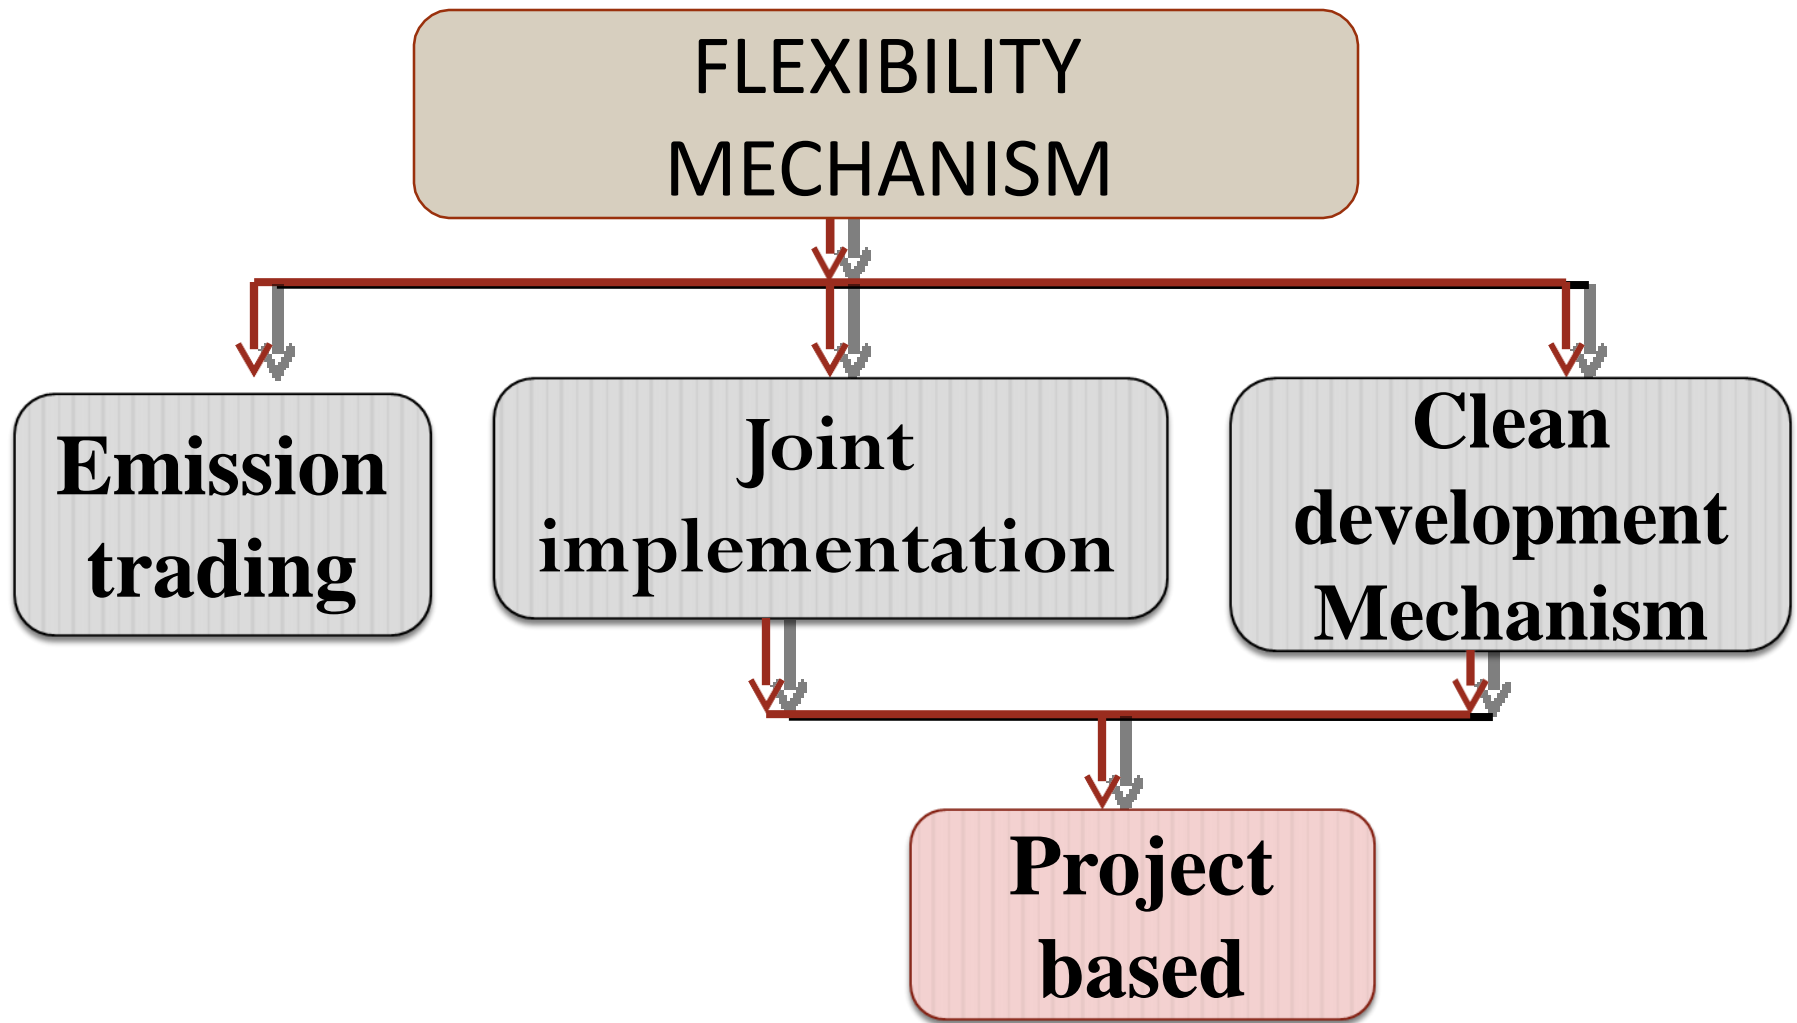 FLEXIBILITY
MECHANISM
Emission
trading
Joint
implementation
Clean
development
Mechanism
Project
based